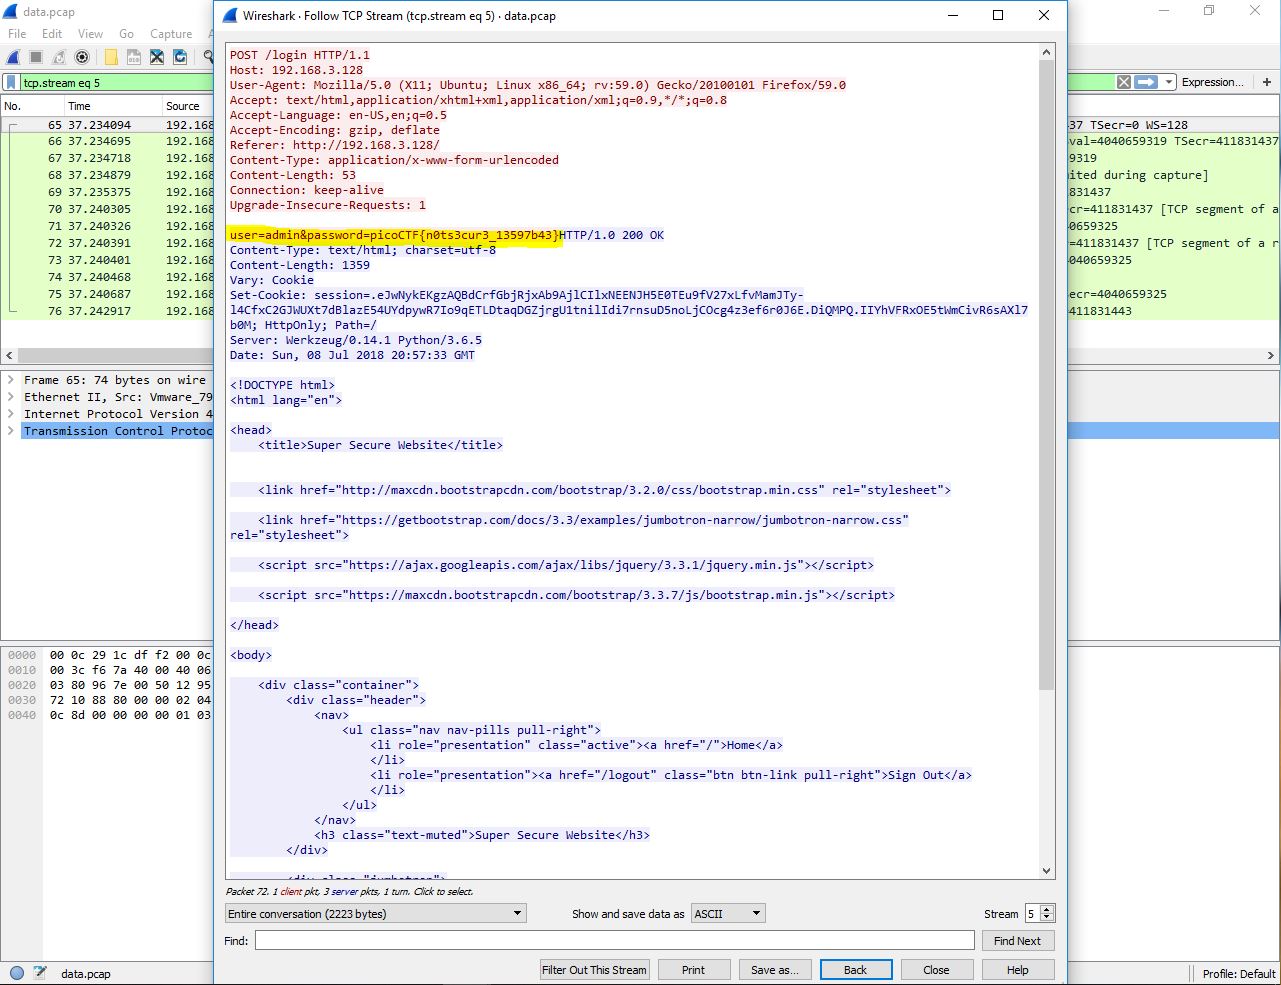 data.pcap
File Edit View Go Capture
tcp.stream eq 5
Expression...
No. Time Source
65 37.234094 192.168
66 37.234695 192.168
67 37.234718 192.168
68 37.234879 192.168
69 37.235375 192.168
70 37.240305 192.168
71 37.240326 192.168
72 37.240391 192.168
73 37.240401 192.168
74 37.240468 192.168
75 37.240687 192.168
76 37.242917 192.168
37 TSecr=0 WS=128
val=4040659319 TSecr=411831437
59319
ited during capture]
831437
cr=411831437 [TCP segment of a
0659325
cr=411831437 [TCP segment of a r
0659325
ecr=4040659325
411831443
Frame 65: 74 bytes on wire
Ethernet II, Src: Vmware_79
Internet Protocol Version 4
Transmission Control Protoc
0000 00 0c 29 1c df f2 00 0c
0010 00 3c f6 7a 40 00 40 06
0020 03 80 96 7e 00 50 12 95
0030 72 10 88 80 00 00 02 04
0040 0c 8d 00 00 00 00 01 03
data.pcap
Profile: Default
Wireshark · Follow TCP Stream (tcp.stream eq 5) · data.pcap
POST /login HTTP/1.1
Host: 192.168.3.128
User-Agent: Mozilla/5.0 (X11; Ubuntu; Linux x86_64; rv:59.0) Gecko/20100101 Firefox/59.0
Accept: text/html,application/xhtml+xml,application/xml;q=0.9,*/*;q=0.8
Accept-Language: en-US,en;q=0.5
Accept-Encoding: gzip, deflate
Referer: http://192.168.3.128/
Content-Type: application/x-www-form-urlencoded
Content-Length: 53
Connection: keep-alive
Upgrade-Insecure-Requests: 1
user=admin&password=picoCTF{n0ts3cur3_13597b43}HTTP/1.0 200 OK
Content-Type: text/html; charset=utf-8
Content-Length: 1359
Vary: Cookie
Set-Cookie: session=.eJwNykEKgzAQBdCrfGbjRjxAb9AjlCIlxNEENJH5E0TEu9fV27xLfvMamJTy-
l4CfxC2GJWUXt7dBlazE54UYdpywR7Io9qETLDtaqDGZjrgU1tnilIdi7rnsuD5noLjCOcg4z3ef6r0J6E.DiQMPQ.IIYhVFRxOE5tWmCivR6sAXl7
b0M; HttpOnly; Path=/
Server: Werkzeug/0.14.1 Python/3.6.5
Date: Sun, 08 Jul 2018 20:57:33 GMT
<!DOCTYPE html>
<html lang="en">
<head>
<title>Super Secure Website</title>
<link href="http://maxcdn.bootstrapcdn.com/bootstrap/3.2.0/css/bootstrap.min.css" rel="stylesheet">
<link href="https://getbootstrap.com/docs/3.3/examples/jumbotron-narrow/jumbotron-narrow.css"
rel="stylesheet">
<script src="https://ajax.googleapis.com/ajax/libs/jquery/3.3.1/jquery.min.js"></script>
<script src="https://maxcdn.bootstrapcdn.com/bootstrap/3.3.7/js/bootstrap.min.js"></script>
</head>
<body>
<div class="container">
<div class="header">
<nav>
<ul class="nav nav-pills pull-right">
<li role="presentation" class="active"><a href="/">Home</a>
</li>
<li role="presentation"><a href="/logout" class="btn btn-link pull-right">Sign Out</a>
</li>
</ul>
</nav>
<h3 class="text-muted">Super Secure Website</h3>
</div>
<div class="jumbotron">
Packet 72. 1 client pkt, 3 server pkts, 1 turn. Click to select.
Entire conversation (2223 bytes)
Show and save data as ASCII
Stream 5
Find:
Find Next
Filter Out This Stream
Print
Save as...
Back
Close
Help